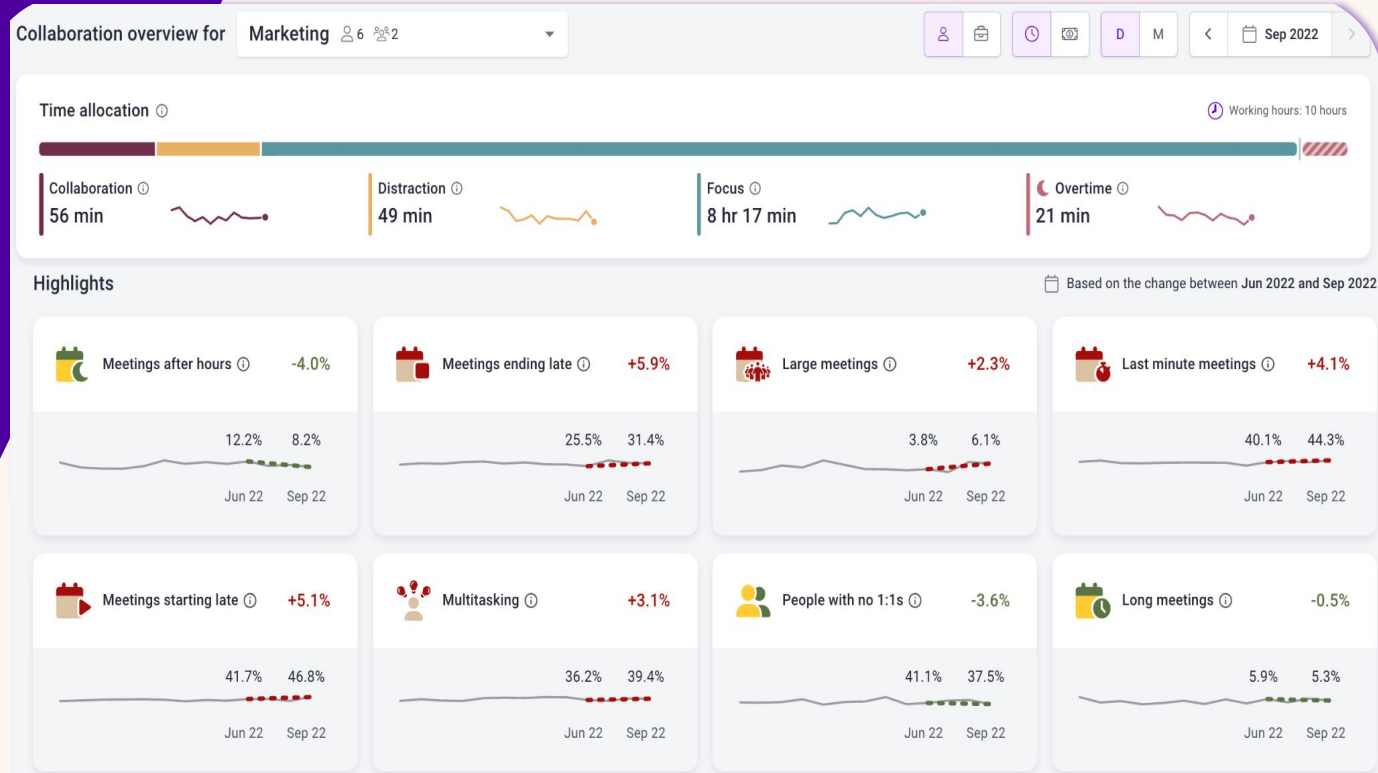 Collaboration overview for Marketing 6 2 D M Sep 2022
Time allocation Working hours: 10 hours
Collaboration Distraction Focus Overtime
56 min 49 min 8 hr 17 min 21 min
Highlights Based on the change between Jun 2022 and Sep 2022
Meetings after hours -4.0% Meetings ending late +5.9% Large meetings +2.3% Last minute meetings +4.1%
12.2% 8.2% 25.5% 31.4% 3.8% 6.1% 40.1% 44.3%
Jun 22 Sep 22 Jun 22 Sep 22 Jun 22 Sep 22 Jun 22 Sep 22
Meetings starting late +5.1% Multitasking +3.1% People with no 1:1s -3.6% Long meetings -0.5%
41.7% 46.8% 36.2% 39.4% 41.1% 37.5% 5.9% 5.3%
Jun 22 Sep 22 Jun 22 Sep 22 Jun 22 Sep 22 Jun 22 Sep 22